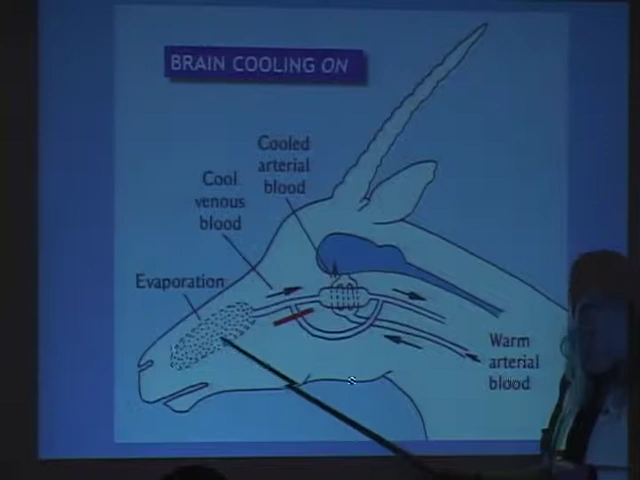 BRAIN COOLING ON
Cooled
arterial
blood
Cool
venous
blood
Evaporation
Warm
arterial
blood